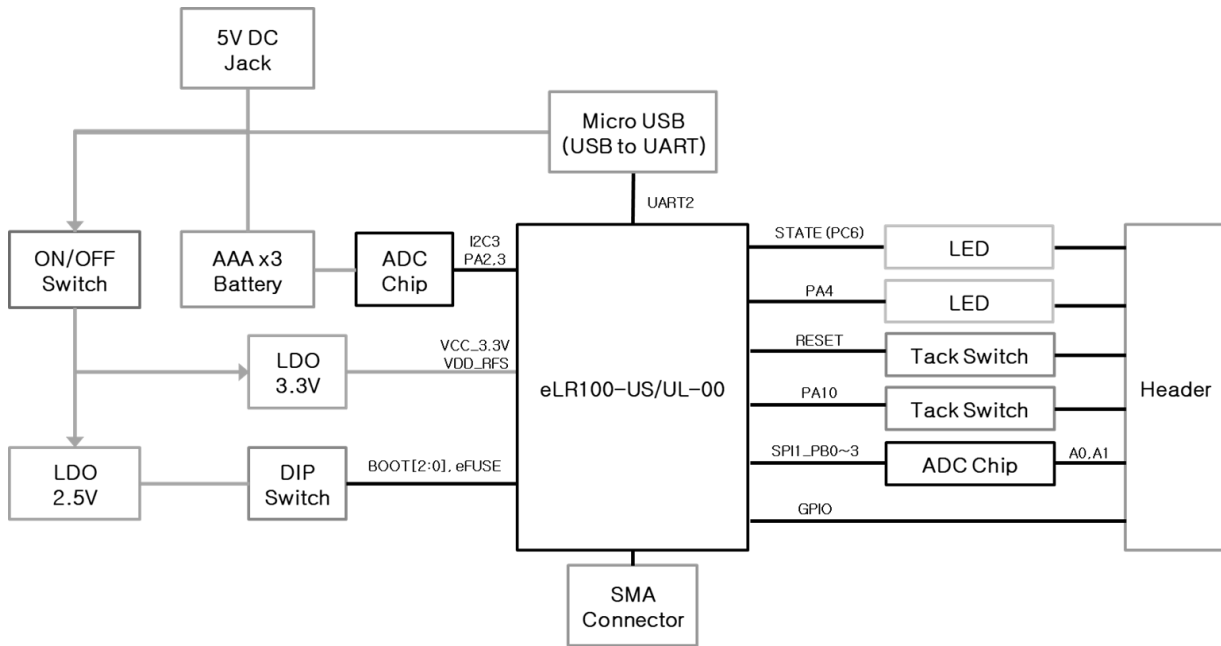 5V DC
Jack
Micro USB
(USB to UART)
UART2
ON/OFF
Switch
AAA x3
Battery
ADC
Chip
I2C3
PA2,3
LDO
3.3V
VCC_3.3V
VDD_RFS
LDO
2.5V
DIP
Switch
BOOT[2:0], eFUSE
eLR100-US/UL-00
SMA
Connector
STATE (PC6)
LED
PA4
LED
RESET
Tack Switch
PA10
Tack Switch
SPI1_PB0~3
ADC Chip
A0,A1
GPIO
Header